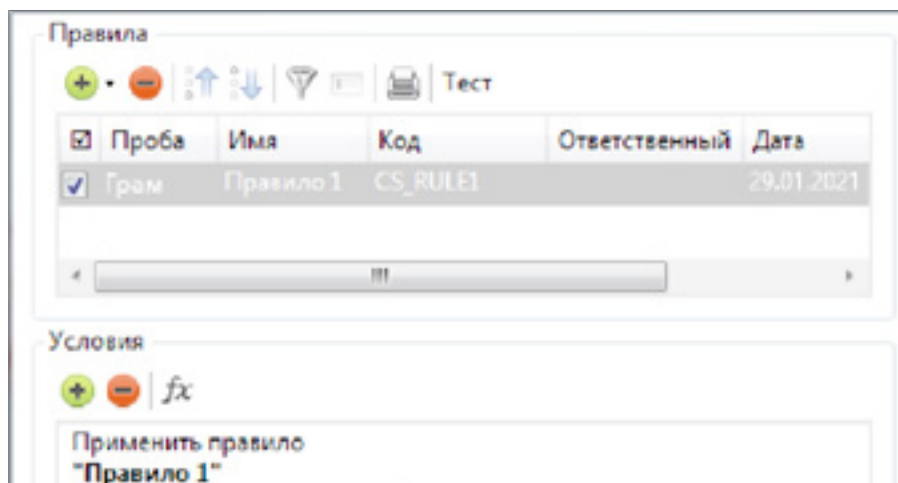 Правила
Тест
Проба Имя Код Ответственный Дата
Грам Правило 1 CS_RULE1 29.01.2021
Условия
fx
Применить правило
"Правило 1"